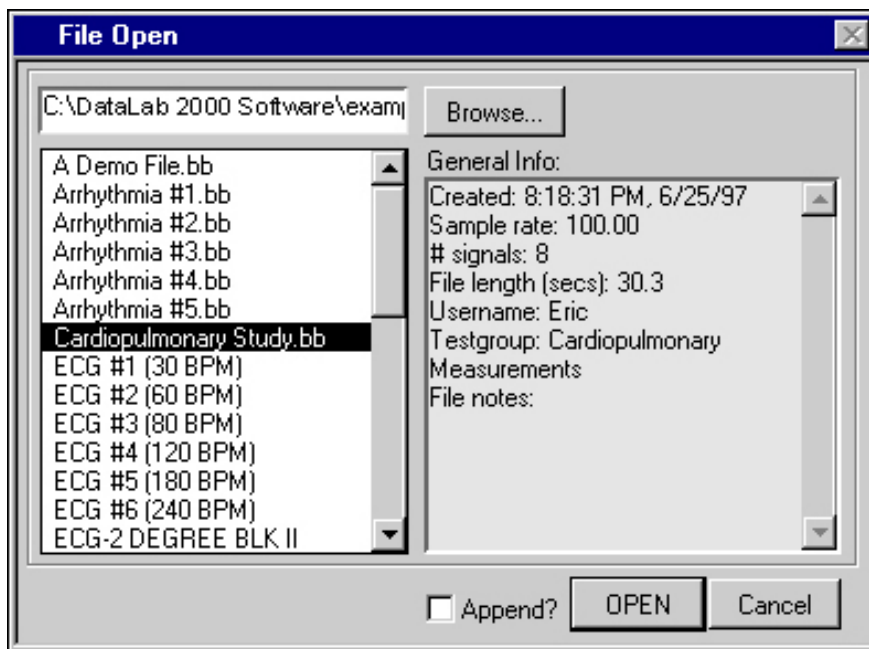 File Open
C:\DataLab 2000 Software\examp
Browse...
A Demo File.bb
Arrhythmia #1.bb
Arrhythmia #2.bb
Arrhythmia #3.bb
Arrhythmia #4.bb
Arrhythmia #5.bb
Cardiopulmonary Study.bb
ECG #1 (30 BPM)
ECG #2 (60 BPM)
ECG #3 (80 BPM)
ECG #4 (120 BPM)
ECG #5 (180 BPM)
ECG #6 (240 BPM)
ECG-2 DEGREE BLK II
General Info:
Created: 8:18:31 PM, 6/25/97
Sample rate: 100.00
# signals: 8
File length (secs): 30.3
Username: Eric
Testgroup: Cardiopulmonary
Measurements
File notes:
Append?
OPEN
Cancel